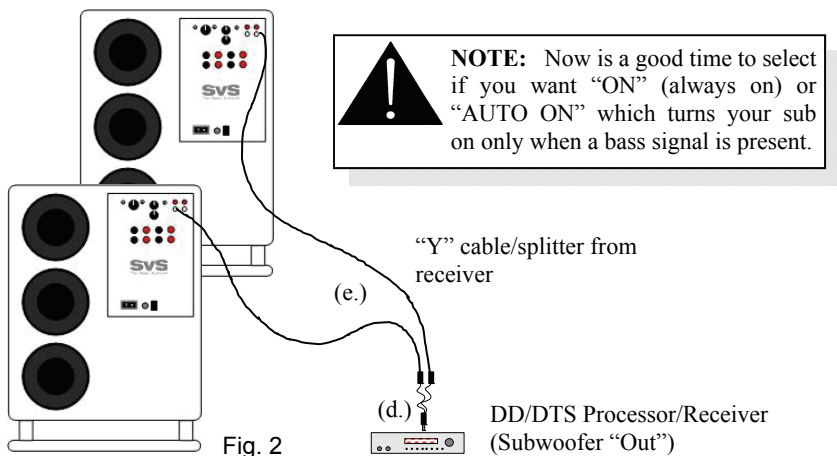 SVS
NOTE: Now is a good time to select
if you want “ON” (always on) or
“AUTO ON” which turns your sub
on only when a bass signal is present.
SVS
“Y” cable/splitter from
receiver
(e.)
(d.)
DD/DTS Processor/Receiver
(Subwoofer “Out”)
Fig. 2